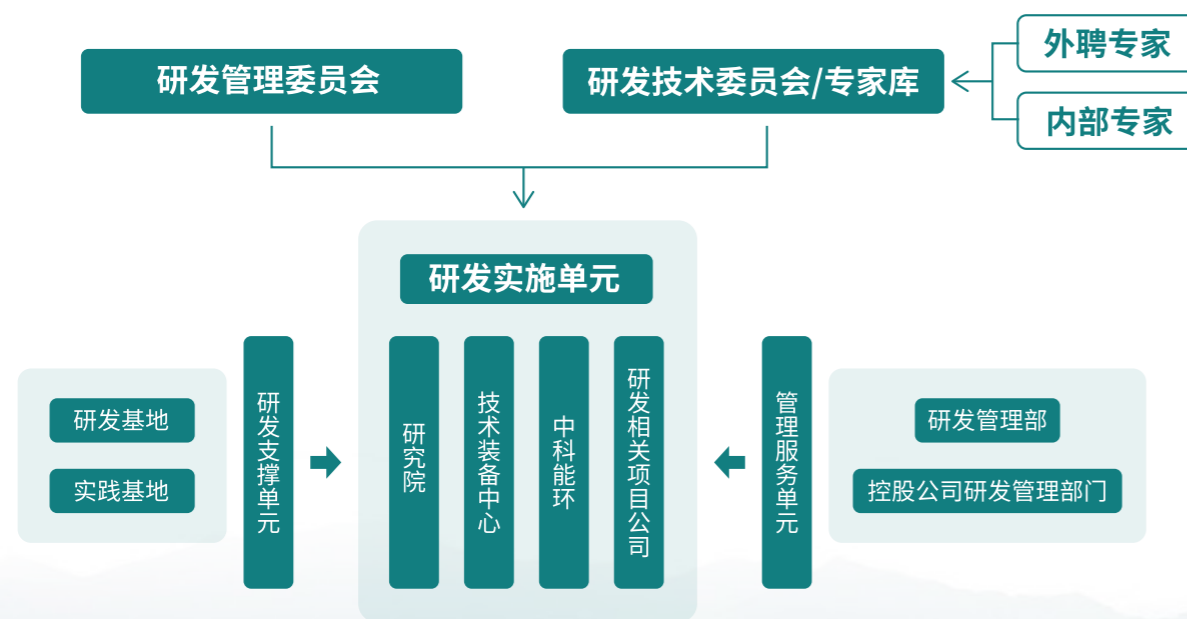 研发管理委员会
研发技术委员会/专家库
外聘专家
内部专家
研发实施单元
研发基地
实践基地
研发支撑单元
研究院
技术装备中心
中科能环
研发相关项目公司
管理服务单元
研发管理部
控股公司研发管理部门